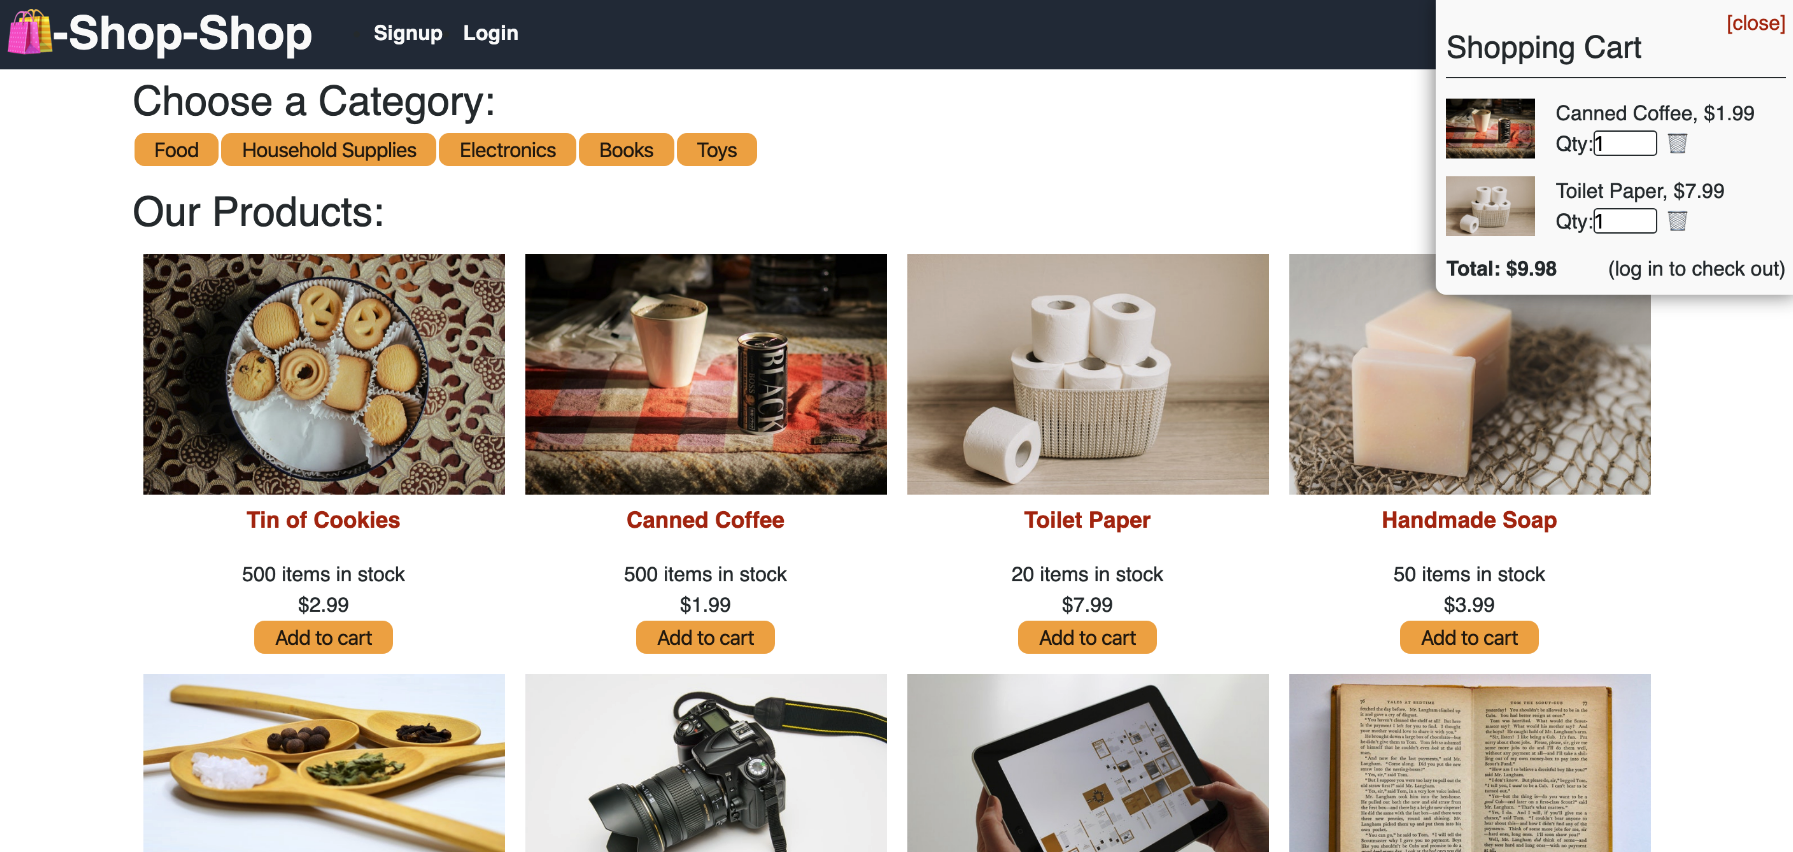 -Shop-Shop
Signup Login
[close]
Shopping Cart
Canned Coffee, $1.99
Qty: 1
Toilet Paper, $7.99
Qty: 1
Total: $9.98 (log in to check out)
Choose a Category:
Food Household Supplies Electronics Books Toys
Our Products:
BLACK
Tin of Cookies
500 items in stock
$2.99
Add to cart
Canned Coffee
500 items in stock
$1.99
Add to cart
Toilet Paper
20 items in stock
$7.99
Add to cart
Handmade Soap
50 items in stock
$3.99
Add to cart